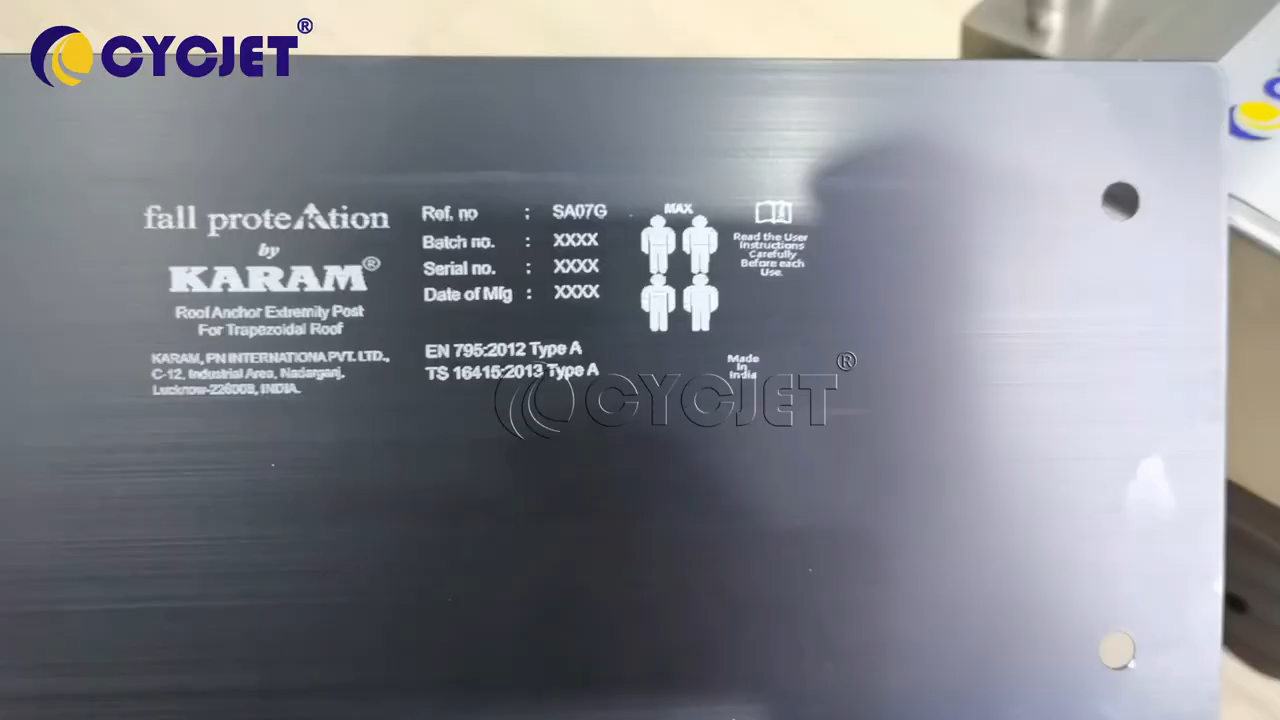 CYCJET®
fall proteKtion
by
KARAM®
Roof Anchor Extremity Post
For Trapezoidal Roof
KARAM, PN INTERNATIONA PVT. LTD.,
C-12, Industrial Area, Nadarganj,
Lucknow-226008, INDIA.
Ref. no : SA07G
Batch no. : XXXX
Serial no. : XXXX
Date of Mfg : XXXX
EN 795:2012 Type A
TS 16415:2013 Type A
MAX
Read the User
Instructions
Carefully
Before each
Use.
Made
In
India
CYCJET®